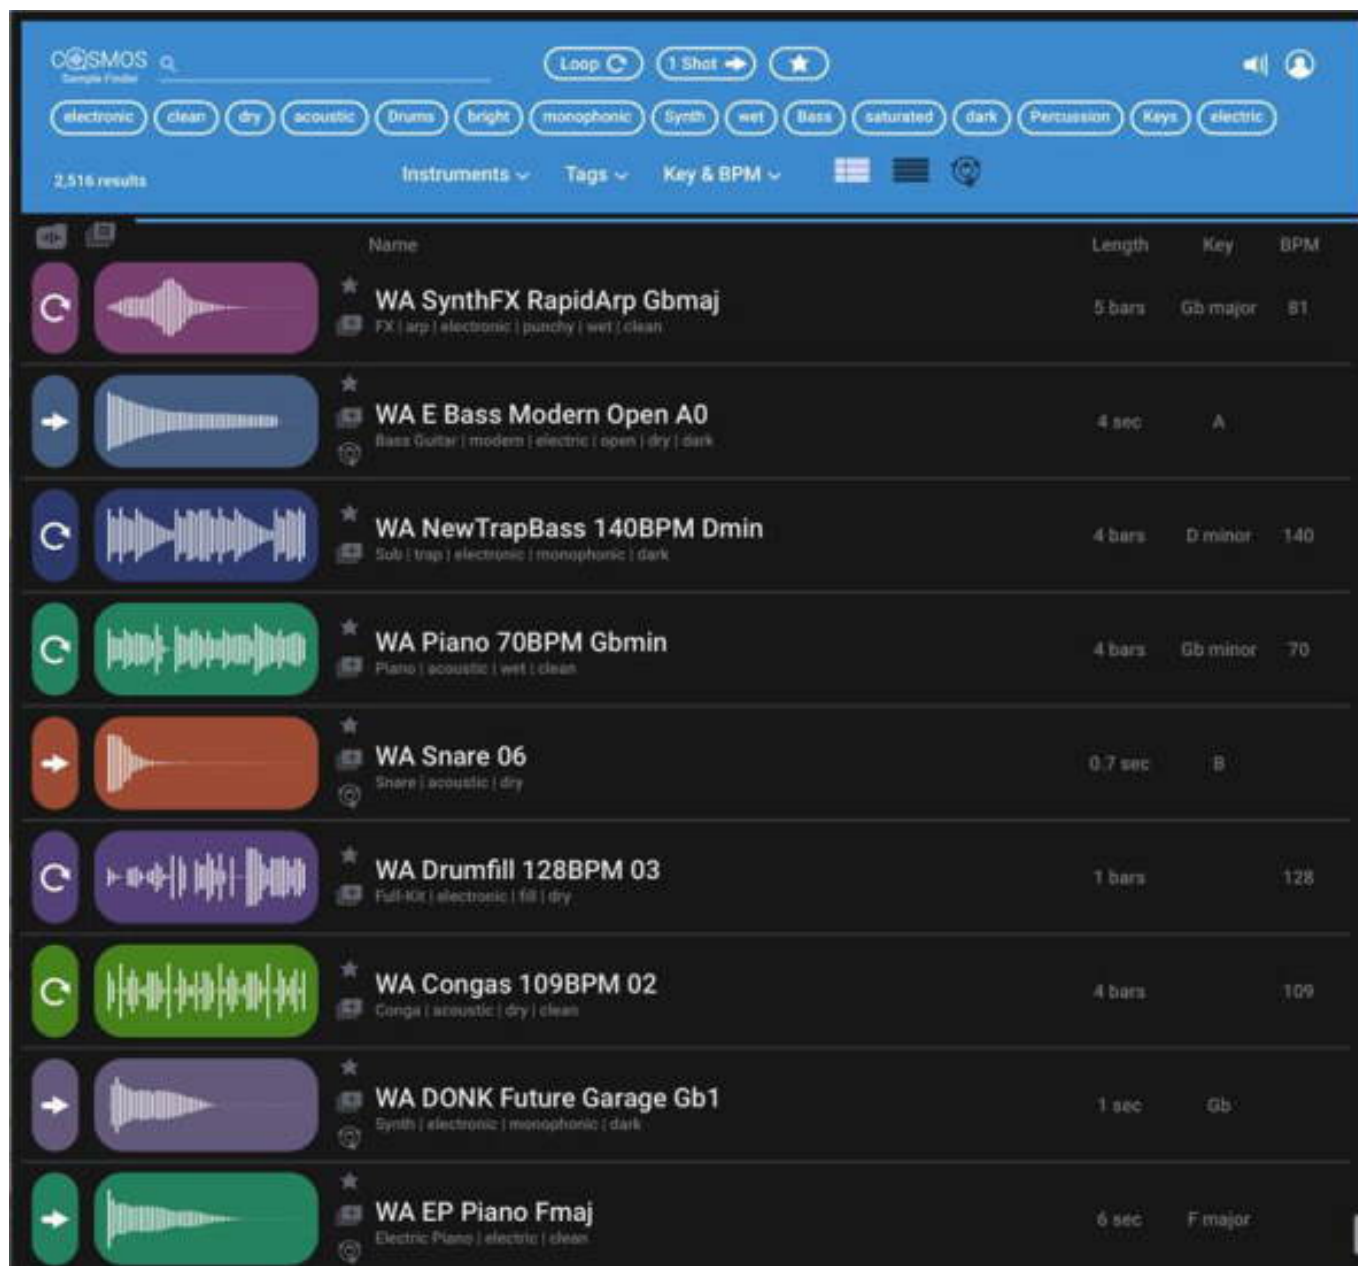 COSMOS
Sample Finder
Loop
1 Shot
electronic clean dry acoustic Drums bright monophonic Synth wet Bass saturated dark Percussion Keys electric
2,516 results
Instruments Tags Key & BPM
Name Length Key BPM
WA SynthFX RapidArp Gbmaj 5 bars Gb major 81
FX | arp | electronic | punchy | wet | clean
WA E Bass Modern Open A0 4 sec A
Bass Guitar | modern | electric | open | dry | dark
WA NewTrapBass 140BPM Dmin 4 bars D minor 140
Sub | trap | electronic | monophonic | dark
WA Piano 70BPM Gbmin 4 bars Gb minor 70
Piano | acoustic | wet | clean
WA Snare 06 0.7 sec B
Snare | acoustic | dry
WA Drumfill 128BPM 03 1 bars 128
Full-Kit | electronic | fill | dry
WA Congas 109BPM 02 4 bars 109
Conga | acoustic | dry | clean
WA DONK Future Garage Gb1 1 sec Gb
Synth | electronic | monophonic | dark
WA EP Piano Fmaj 6 sec F major
Electric Piano | electric | clean